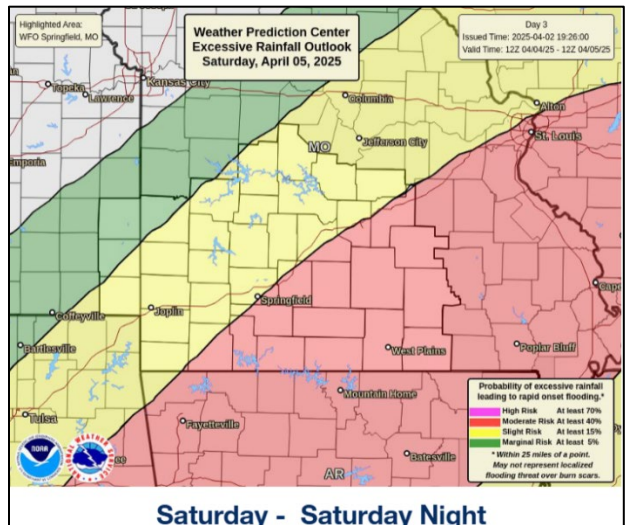 Highlighted Area:
WFO Springfield, MO
Weather Prediction Center
Excessive Rainfall Outlook
Saturday, April 05, 2025
Day 3
Issued Time: 2025-04-02 19:26:00
Valid Time: 12Z 04/04/25 - 12Z 04/05/25
Topeka
Kansas City
Lawrence
Columbia
Alton
Emporia
MO
Jefferson City
St. Louis
Coffeyville
Joplin
Springfield
Cape
Bartlesville
West Plains
Poplar Bluff
Mountain Home
Tulsa
Fayetteville
Batesville
AR
NOAA
Probability of excessive rainfall
leading to rapid onset flooding.*
High Risk At least 70%
Moderate Risk At least 40%
Slight Risk At least 15%
Marginal Risk At least 5%
* Within 25 miles of a point.
May not represent localized
flooding threat over burn scars.
Saturday - Saturday Night